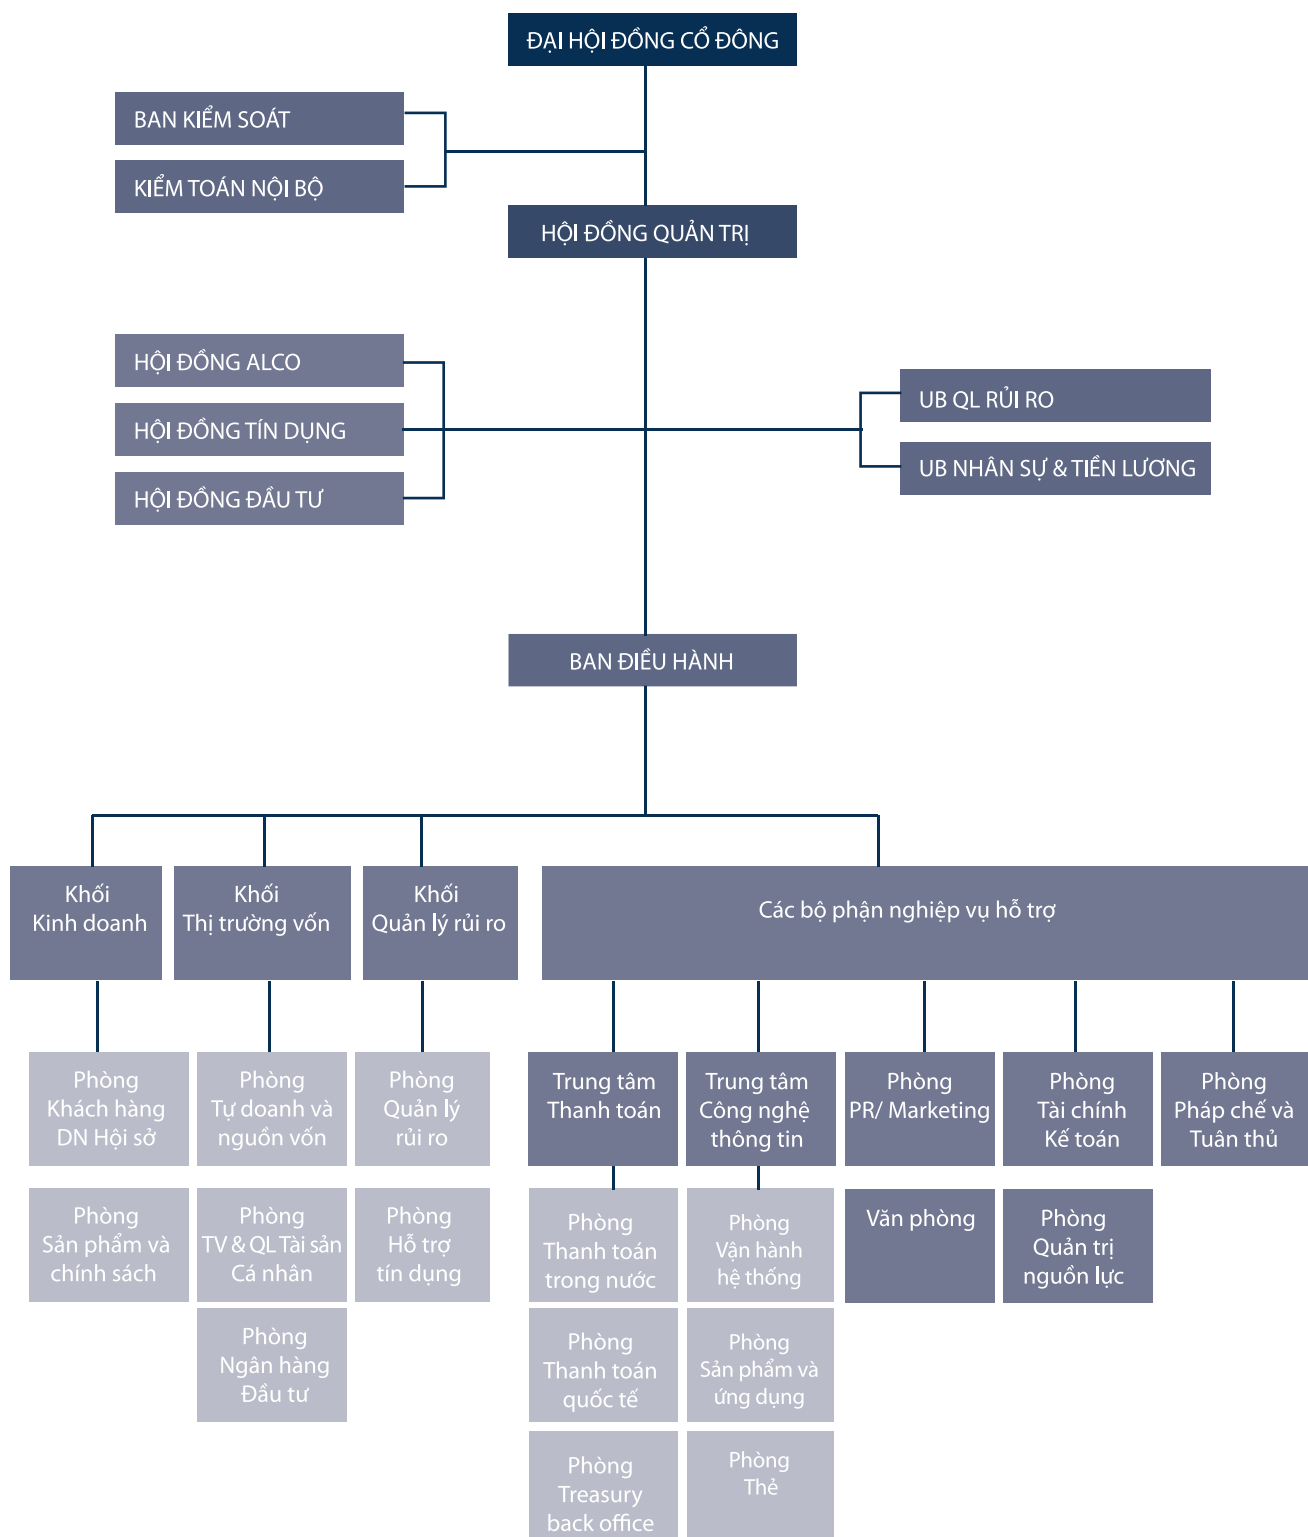 ĐẠI HỘI ĐỒNG CỔ ĐÔNG
BAN KIỂM SOÁT
KIỂM TOÁN NỘI BỘ
HỘI ĐỒNG QUẢN TRỊ
HỘI ĐỒNG ALCO
HỘI ĐỒNG TÍN DỤNG
HỘI ĐỒNG ĐẦU TƯ
UB QL RỦI RO
UB NHÂN SỰ & TIỀN LƯƠNG
BAN ĐIỀU HÀNH
Khối
Kinh doanh
Khối
Thị trường vốn
Khối
Quản lý rủi ro
Các bộ phận nghiệp vụ hỗ trợ
Phòng
Khách hàng
DN Hội sở
Phòng
Tự doanh và
nguồn vốn
Phòng
Quản lý
rủi ro
Trung tâm
Thanh toán
Trung tâm
Công nghệ
thông tin
Phòng
PR/ Marketing
Phòng
Tài chính
Kế toán
Phòng
Pháp chế và
Tuân thủ
Phòng
Sản phẩm và
chính sách
Phòng
TV & QL Tài sản
Cá nhân
Phòng
Hỗ trợ
tín dụng
Phòng
Thanh toán
trong nước
Phòng
Vận hành
hệ thống
Văn phòng
Phòng
Quản trị
nguồn lực
Phòng
Ngân hàng
Đầu tư
Phòng
Thanh toán
quốc tế
Phòng
Sản phẩm và
ứng dụng
Phòng
Treasury
back office
Phòng
Thẻ